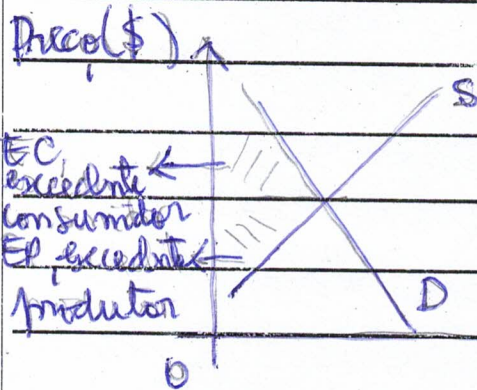 Preço($)
S
EC
excedente
consumidor
EP, excedente
produtor
D
0